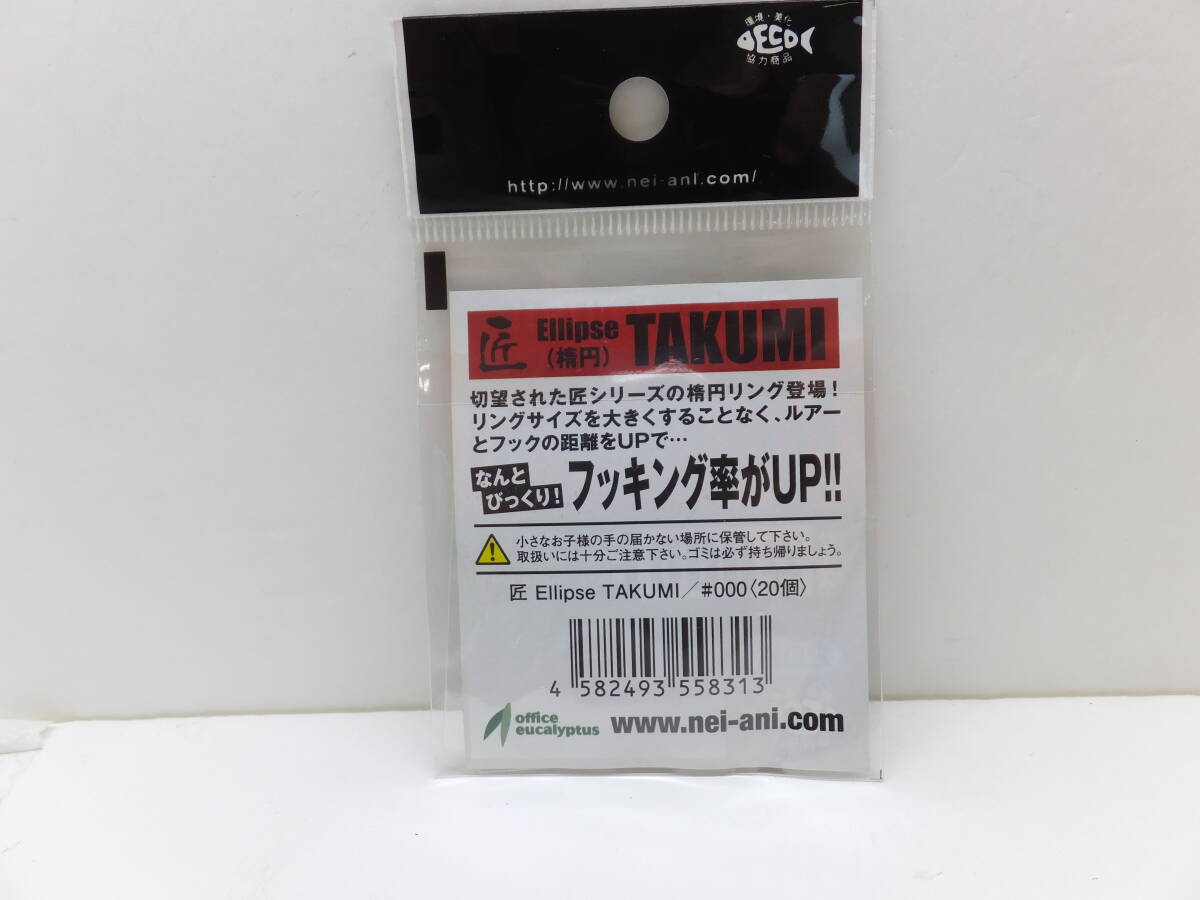 環境・美化
ECO
協力商品
http://www.nei-ani.com/
匠 Ellipse (楕円) TAKUMI
切望された匠シリーズの楕円リング登場!
リングサイズを大きくすることなく、ルアー
とフックの距離をUPで…
なんと
びっくり! フッキング率がUP!!
小さなお子様の手の届かない場所に保管して下さい。
取扱いには十分ご注意下さい。ゴミは必ず持ち帰りましょう。
匠 Ellipse TAKUMI／#000〈20個〉
4 582493 558313
office
eucalyptus
www.nei-ani.com